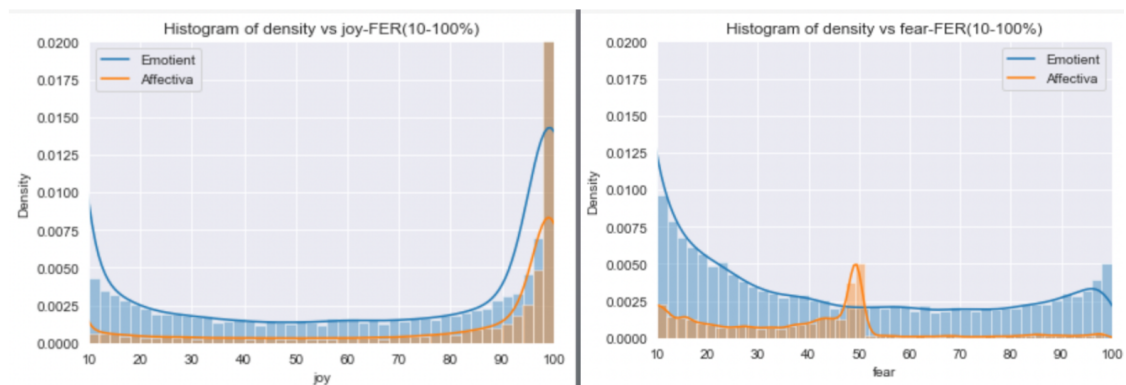 Histogram of density vs joy-FER(10-100%)
0.0200
0.0175
0.0150
0.0125
0.0100
0.0075
0.0050
0.0025
0.0000
Density
Emotient
Affectiva
10 20 30 40 50 60 70 80 90 100
joy
Histogram of density vs fear-FER(10-100%)
0.0200
0.0175
0.0150
0.0125
0.0100
0.0075
0.0050
0.0025
0.0000
Density
Emotient
Affectiva
10 20 30 40 50 60 70 80 90 100
fear